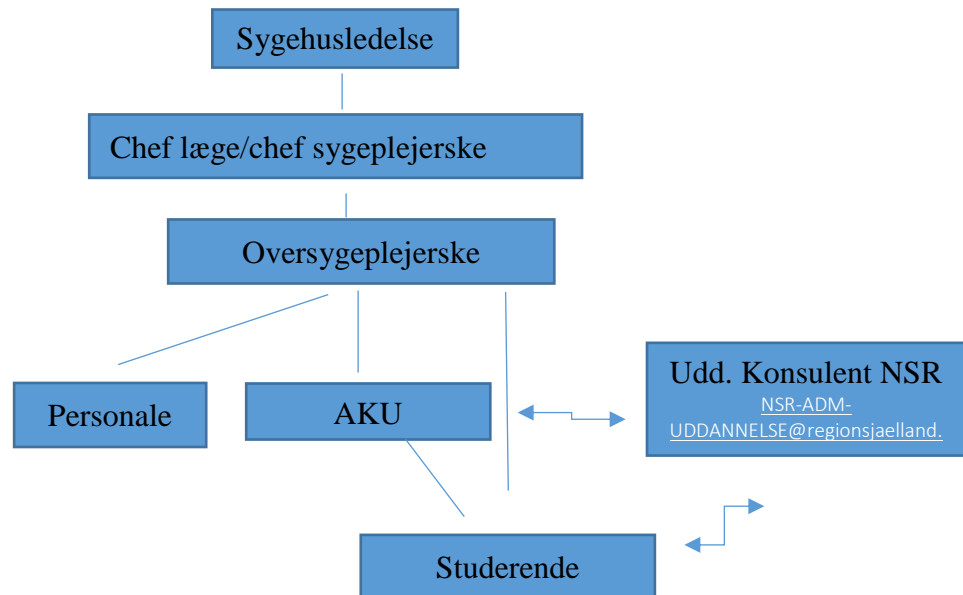 Sygehusledelse
Chef læge/chef sygeplejerske
Oversygeplejerske
Personale
AKU
Udd. Konsulent NSR
NSR-ADM-
UDDANNELSE@regionsjaelland.
Studerende